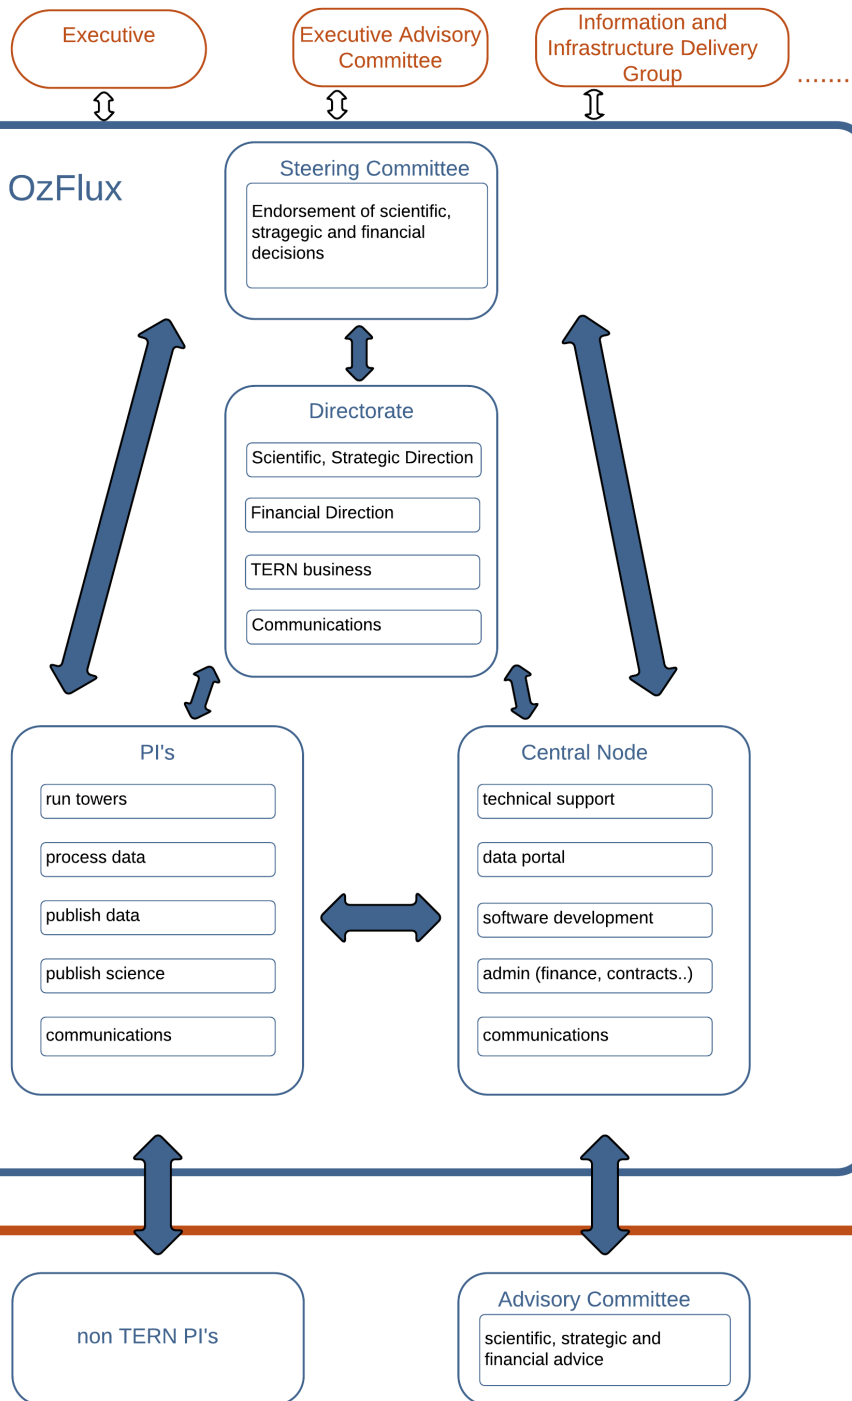 Executive
Executive Advisory
Committee
Information and
Infrastructure Delivery
Group
.......
OzFlux
Steering Committee
Endorsement of scientific,
stragegic and financial
decisions
Directorate
Scientific, Strategic Direction
Financial Direction
TERN business
Communications
PI's
run towers
process data
publish data
publish science
communications
Central Node
technical support
data portal
software development
admin (finance, contracts..)
communications
non TERN PI's
Advisory Committee
scientific, strategic and
financial advice